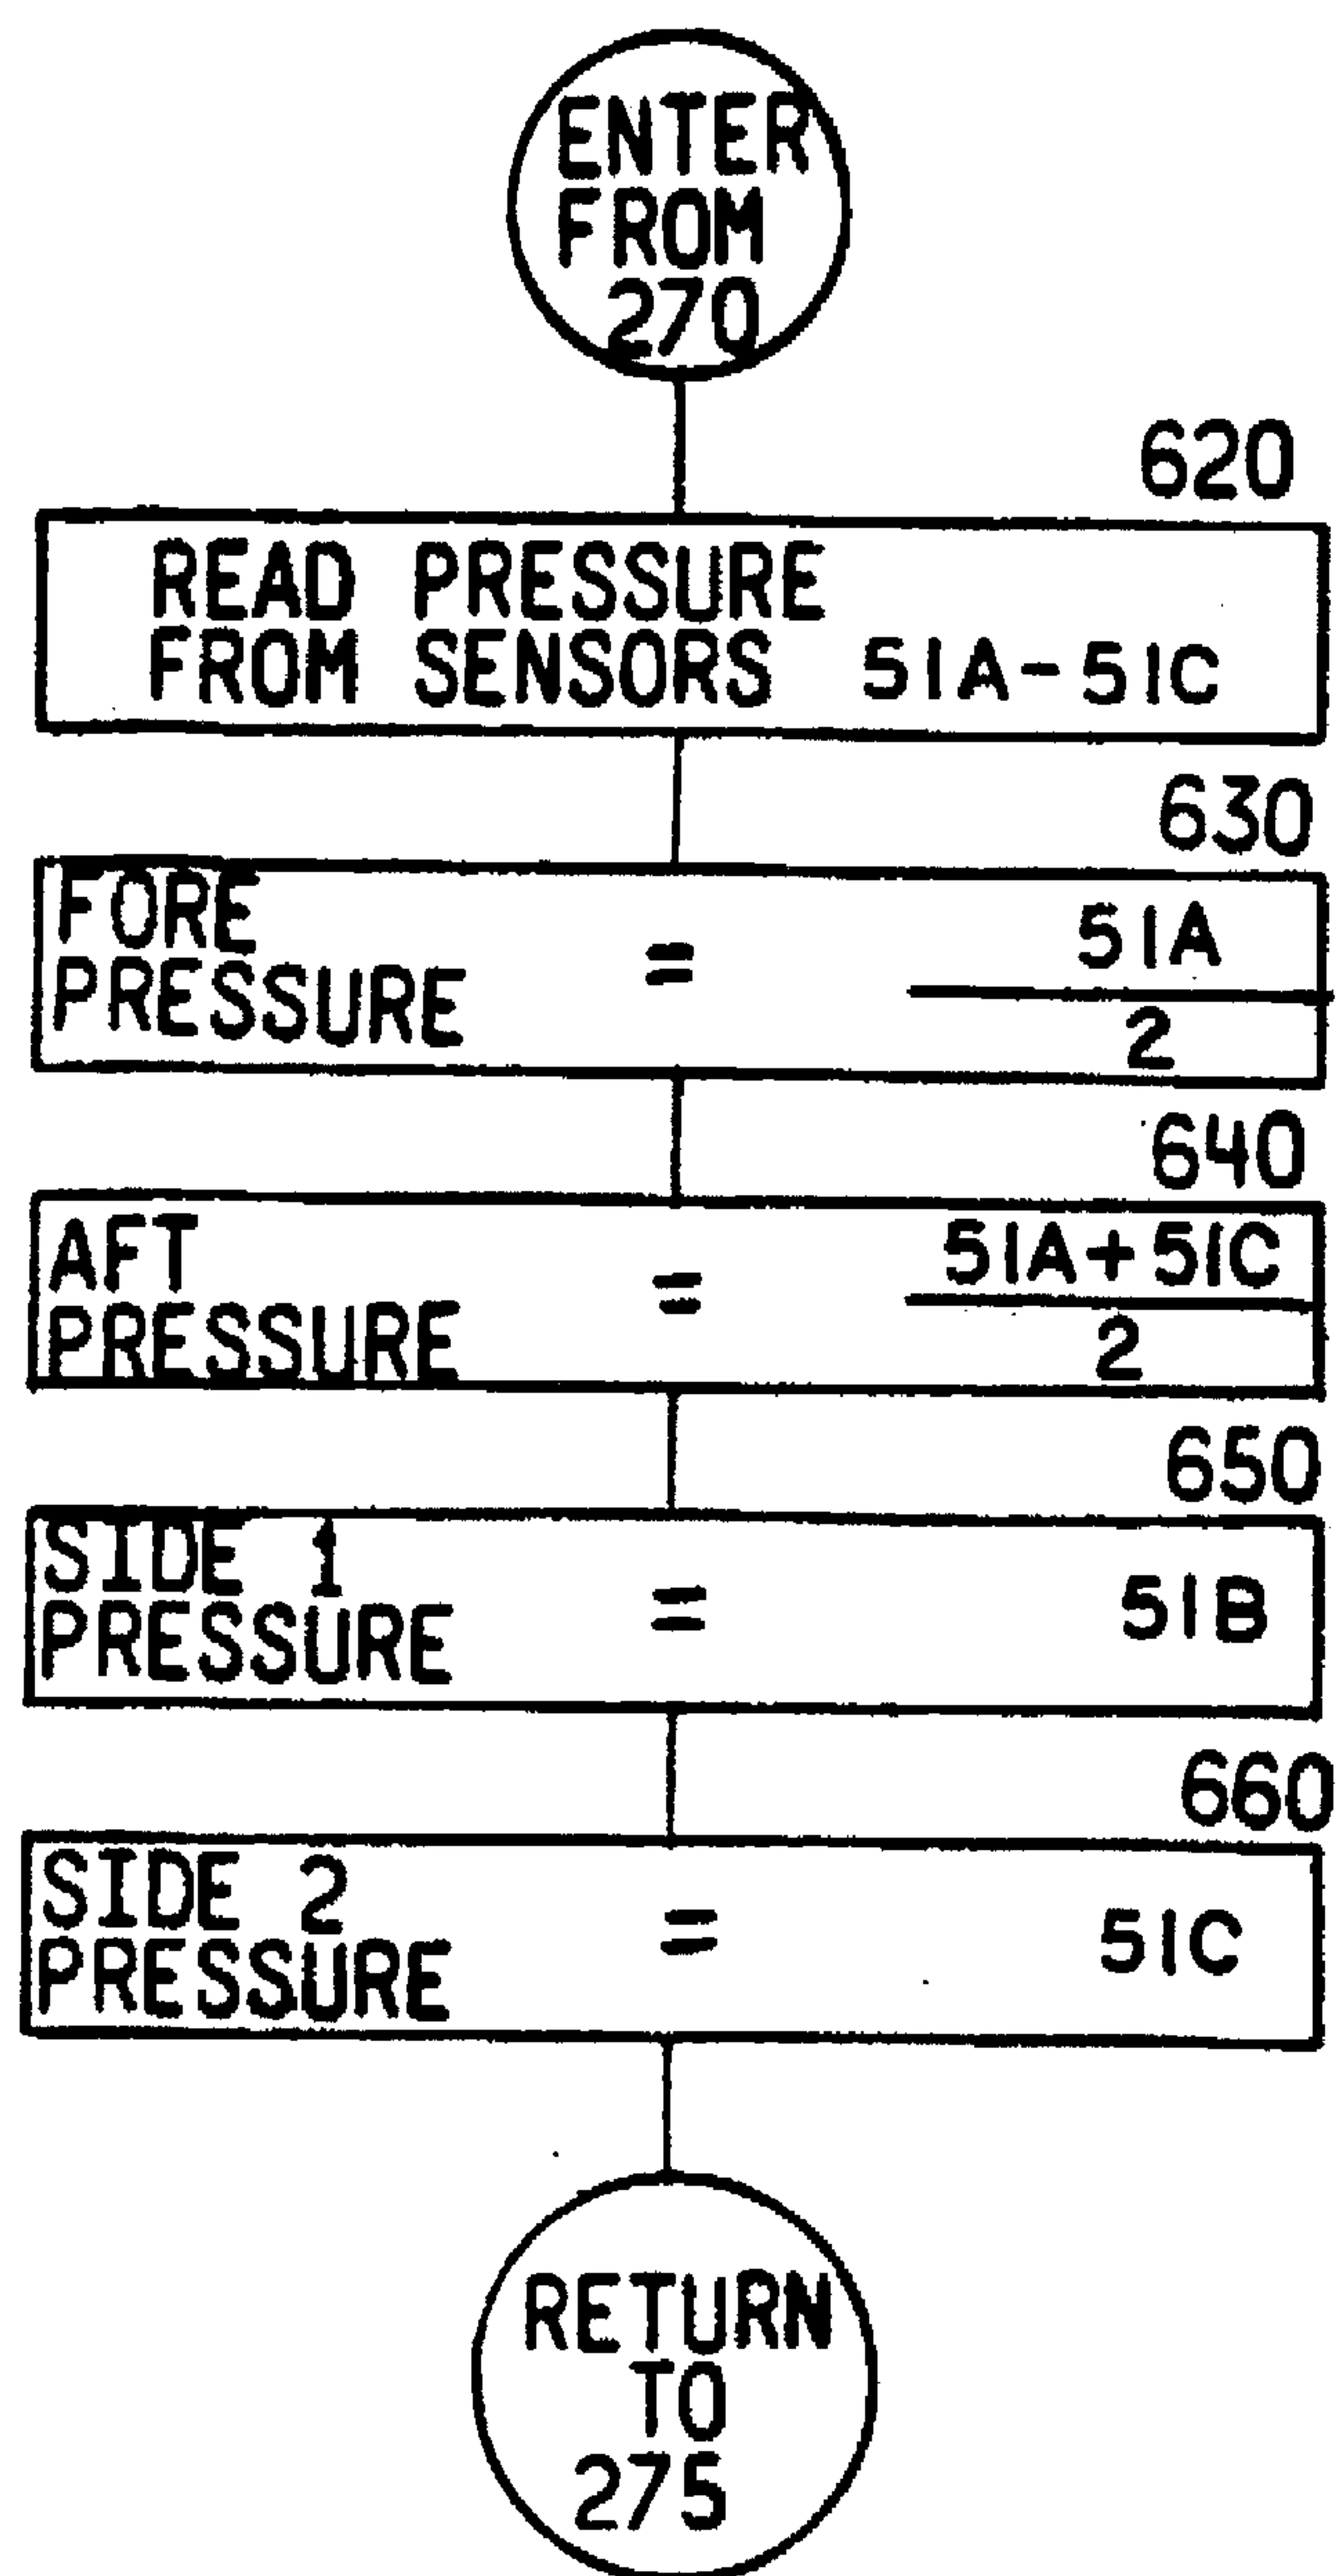 ENTER
FROM
270
620
READ PRESSURE
FROM SENSORS 51A-51C
630
FORE
PRESSURE = 51A
2
640
AFT
PRESSURE = 51A+51C
2
650
SIDE 1
PRESSURE = 51B
660
SIDE 2
PRESSURE = 51C
RETURN
TO
275